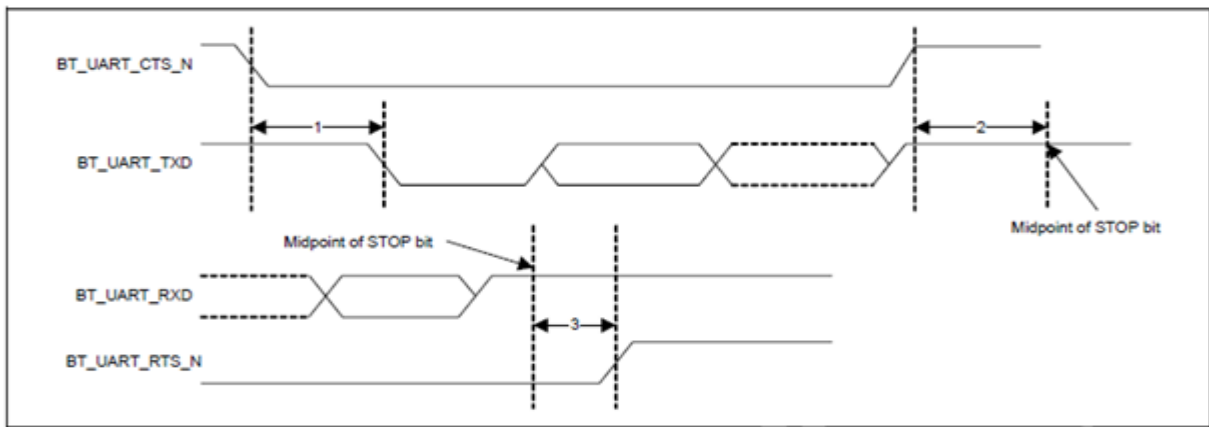 BT_UART_CTS_N
1
2
BT_UART_TXD
Midpoint of STOP bit
Midpoint of STOP bit
BT_UART_RXD
3
BT_UART_RTS_N